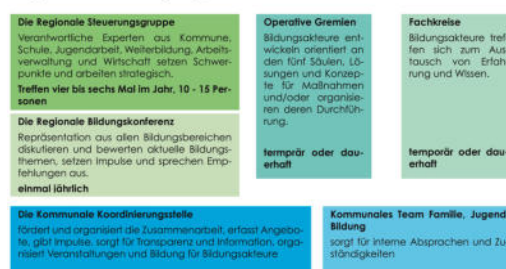 Die Regionale Steuerungsgruppe
Verantwortliche Experten aus Kommune,
Schule, Jugendarbeit, Weiterbildung, Arbeits-
verwaltung und Wirtschaft setzen Schwer-
punkte und arbeiten strategisch.
Treffen vier bis sechs Mal im Jahr, 10 - 15 Per-
sonen
Die Regionale Bildungskonferenz
Repräsentation aus allen Bildungsbereichen
diskutieren und bewerten aktuelle Bildungs-
themen, setzen Impulse und sprechen Emp-
fehlungen aus.
einmal jährlich
Operative Gremien
Bildungsakteure ent-
wickeln orientiert an
den fünf Säulen, Lö-
sungen und Konzep-
te für Maßnahmen
und/oder organisie-
ren deren Durchfüh-
rung.
temprär oder dau-
erhaft
Fachkreise
Bildungsakteure tref
fen sich zum Aus
tausch von Erfah
rung und Wissen.
temporär oder dau
erhaft
Die Kommunale Koordinierungsstelle
fördert und organisiert die Zusammenarbeit, erfasst Angebo-
te, gibt Impulse, sorgt für Transparenz und Information, orga-
nisiert Veranstaltungen und Bildung für Bildungsakteure
Kommunales Team Familie, Jugend
Bildung
sorgt für interne Absprachen und Zu
ständigkeiten